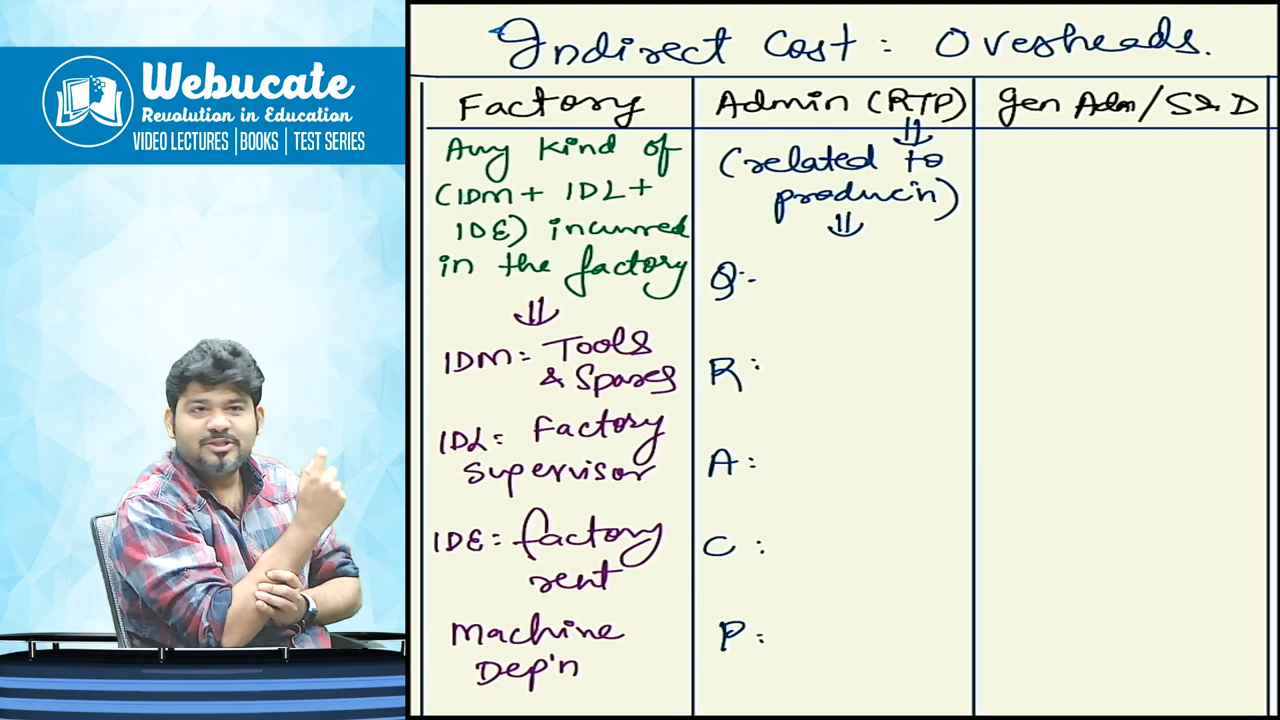 Webucate
Revolution in Education
VIDEO LECTURES | BOOKS | TEST SERIES
Indirect Cost : Overheads.
Factory
Any kind of
(IDM + IDL +
IDE) incurred
in the factory
IDM: Tools
& Spares
IDL: Factory
Supervisor
IDE: factory
rent
Machine
Dep'n
Admin (RTP)
(related to
produc'n)
Q:-
R:
A:
C:
P:
Gen Adm/S & D